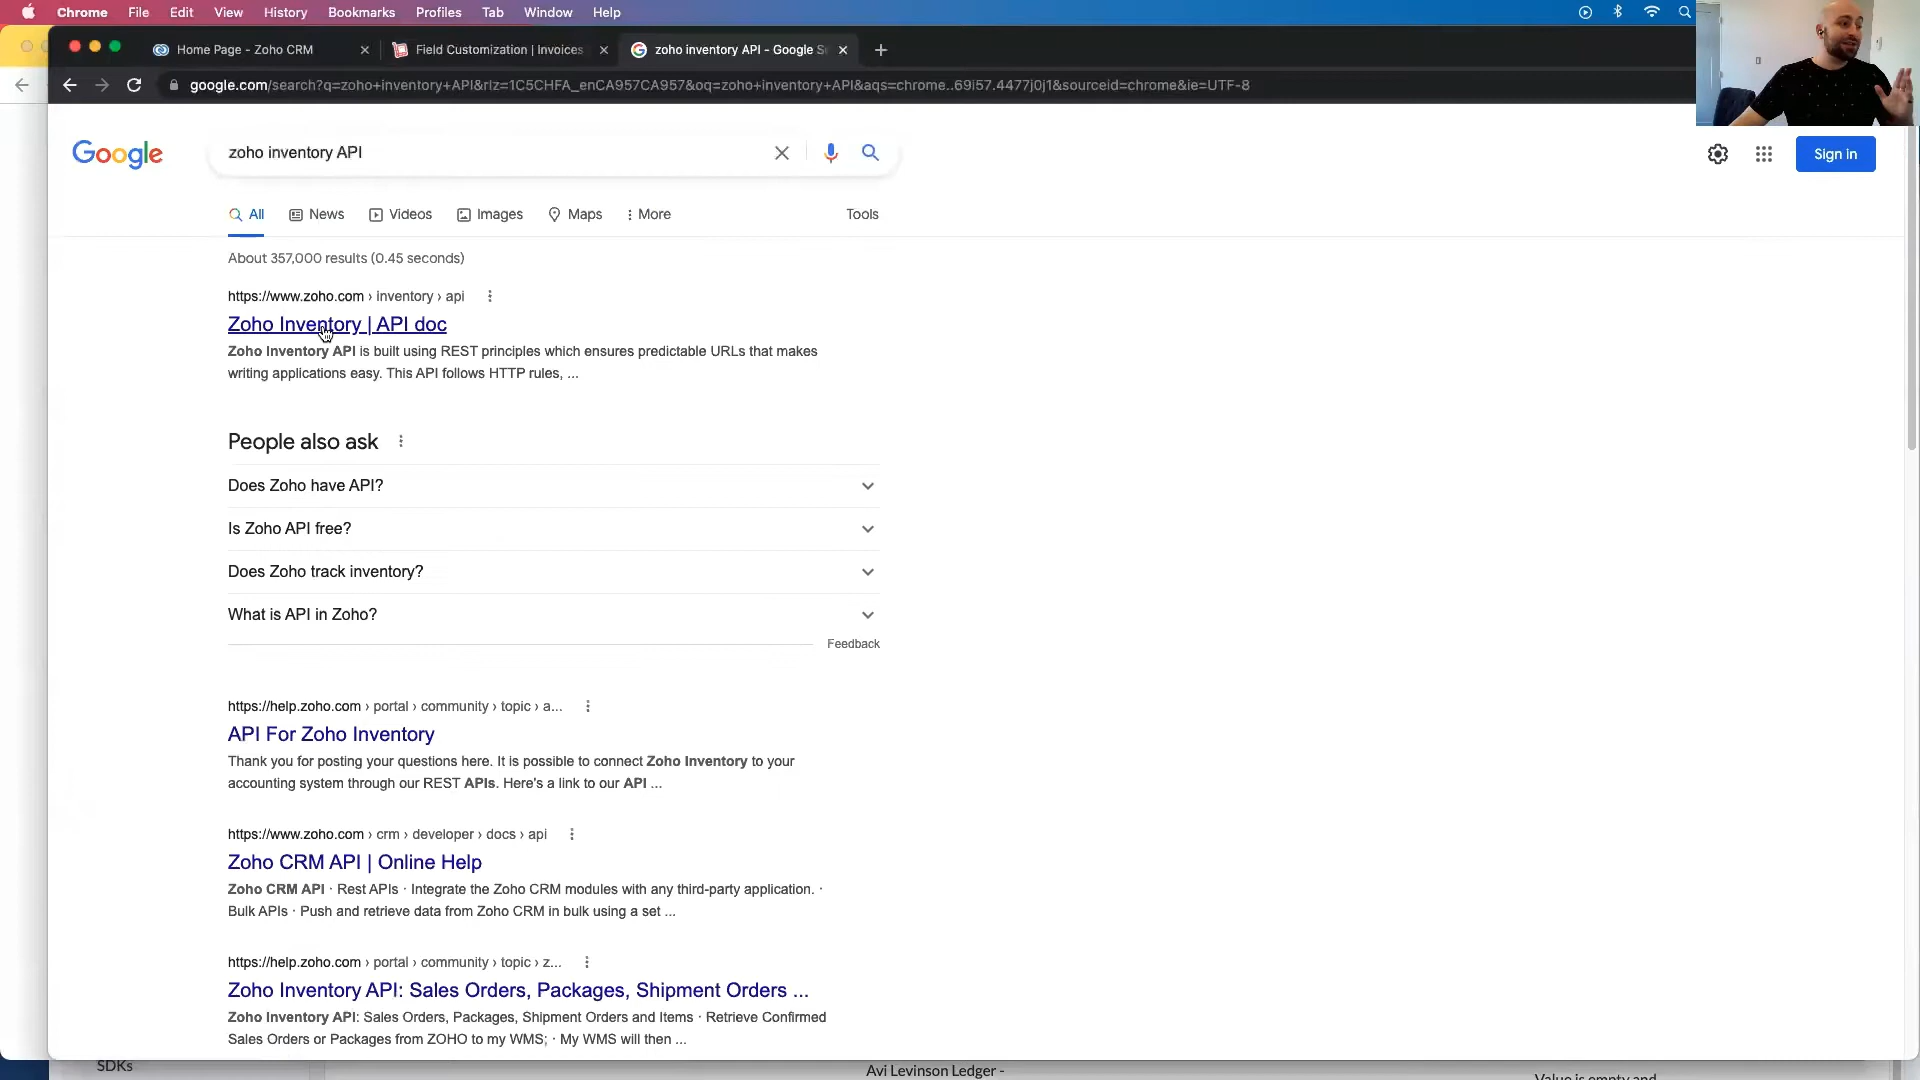 Chrome File Edit View History Bookmarks Profiles Tab Window Help
Home Page - Zoho CRM
Field Customization | Invoices
zoho inventory API - Google S
google.com/search?q=zoho+inventory+API&rlz=1C5CHFA_enCA957CA957&oq=zoho+inventory+API&aqs=chrome..69i57.4477j0j1&sourceid=chrome&ie=UTF-8
Google
zoho inventory API
Sign in
All News Videos Images Maps More Tools
About 357,000 results (0.45 seconds)
https://www.zoho.com › inventory › api
Zoho Inventory | API doc
Zoho Inventory API is built using REST principles which ensures predictable URLs that makes
writing applications easy. This API follows HTTP rules, ...
People also ask
Does Zoho have API?
Is Zoho API free?
Does Zoho track inventory?
What is API in Zoho?
Feedback
https://help.zoho.com › portal › community › topic › a...
API For Zoho Inventory
Thank you for posting your questions here. It is possible to connect Zoho Inventory to your
accounting system through our REST APIs. Here's a link to our API ...
https://www.zoho.com › crm › developer › docs › api
Zoho CRM API | Online Help
Zoho CRM API · Rest APIs · Integrate the Zoho CRM modules with any third-party application. ·
Bulk APIs · Push and retrieve data from Zoho CRM in bulk using a set ...
https://help.zoho.com › portal › community › topic › z...
Zoho Inventory API: Sales Orders, Packages, Shipment Orders ...
Zoho Inventory API: Sales Orders, Packages, Shipment Orders and Items · Retrieve Confirmed
Sales Orders or Packages from ZOHO to my WMS; · My WMS will then ...
SDKs
Avi Levinson Ledger -
Value is empty and